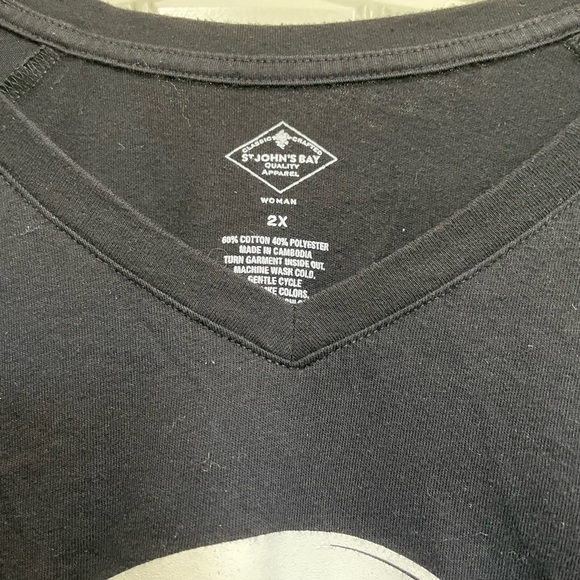 CLASSIC CRAFTED
ST JOHN'S BAY
QUALITY
APPAREL
WOMAN
2X
60% COTTON 40% POLYESTER
MADE IN CAMBODIA
TURN GARMENT INSIDE OUT.
MACHINE WASH COLD,
GENTLE CYCLE
COLORS.